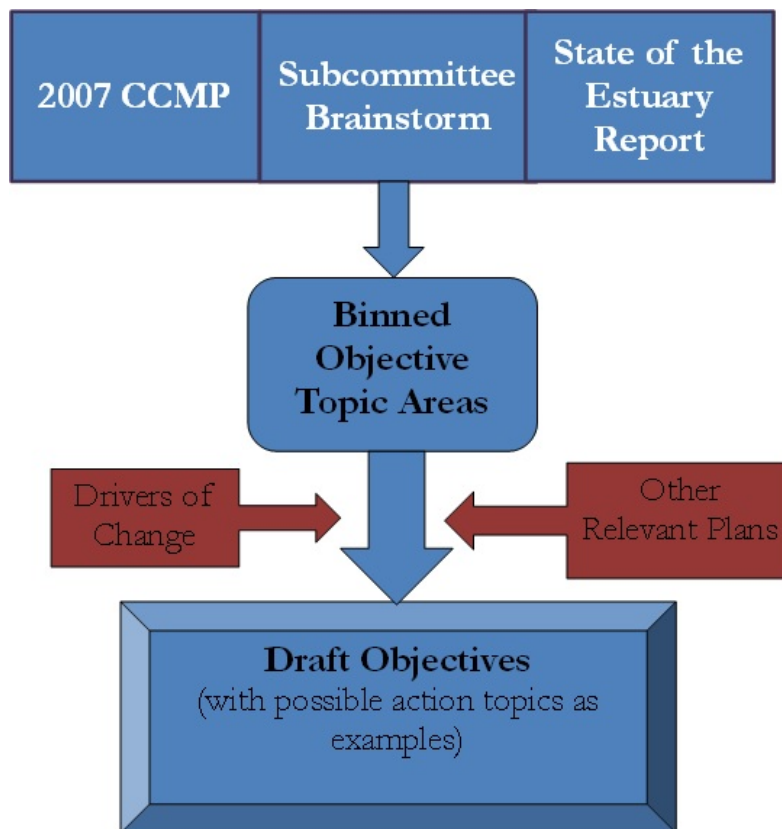 2007 CCMP
Subcommittee
Brainstorm
State of the
Estuary
Report
Binned
Objective
Topic Areas
Drivers of
Change
Other
Relevant Plans
Draft Objectives
(with possible action topics as
examples)